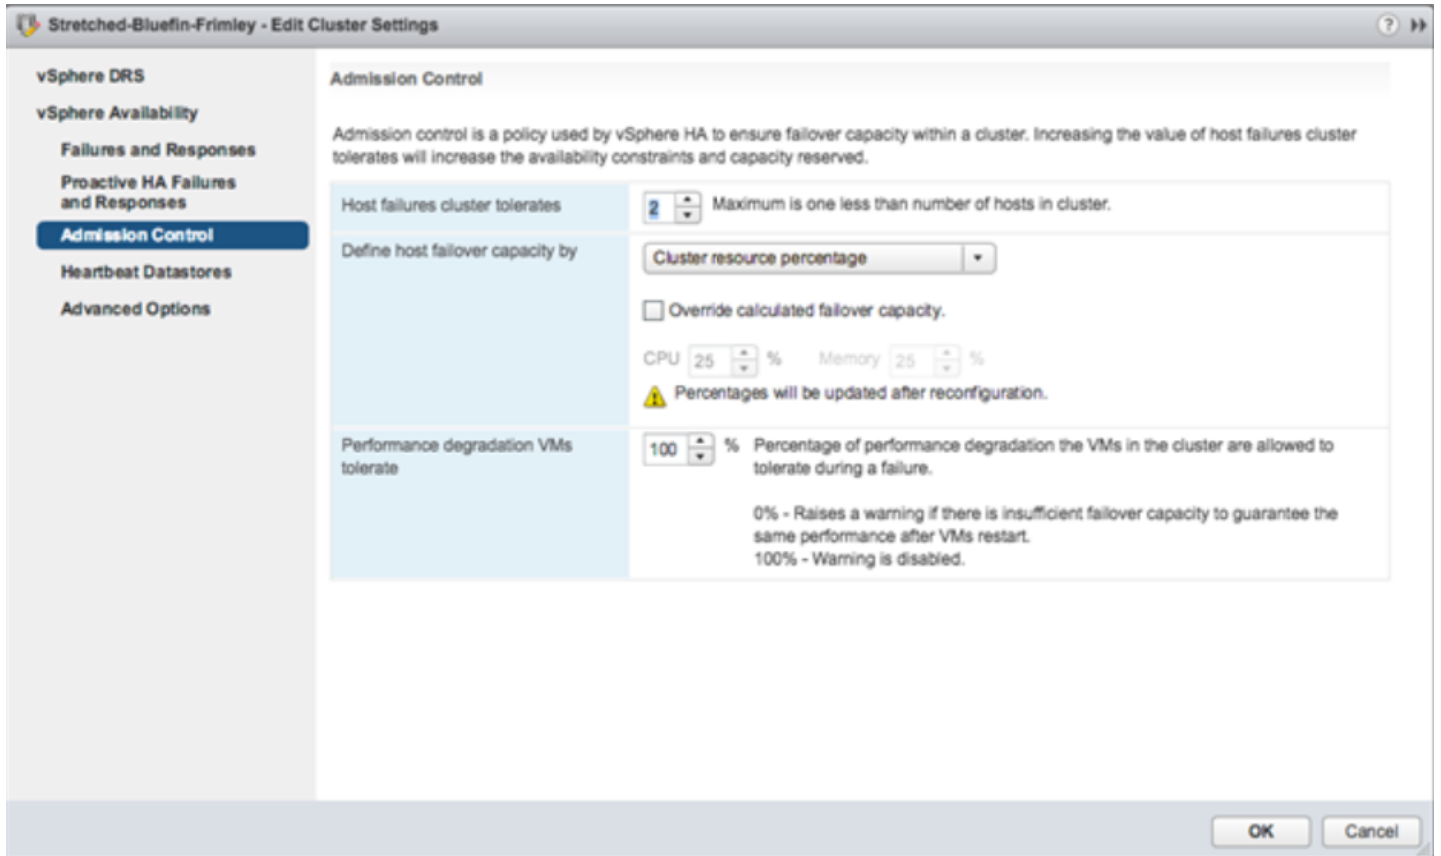 Stretched-Bluefin-Frimley - Edit Cluster Settings
?
vSphere DRS
vSphere Availability
Failures and Responses
Proactive HA Failures
and Responses
Admission Control
Heartbeat Datastores
Advanced Options
Admission Control
Admission control is a policy used by vSphere HA to ensure failover capacity within a cluster. Increasing the value of host failures cluster
tolerates will increase the availability constraints and capacity reserved.
Host failures cluster tolerates
2 Maximum is one less than number of hosts in cluster.
Define host failover capacity by
Cluster resource percentage
Override calculated failover capacity.
CPU 25 % Memory 25 %
Percentages will be updated after reconfiguration.
Performance degradation VMs
tolerate
100 % Percentage of performance degradation the VMs in the cluster are allowed to
tolerate during a failure.
0% - Raises a warning if there is insufficient failover capacity to guarantee the
same performance after VMs restart.
100% - Warning is disabled.
OK Cancel